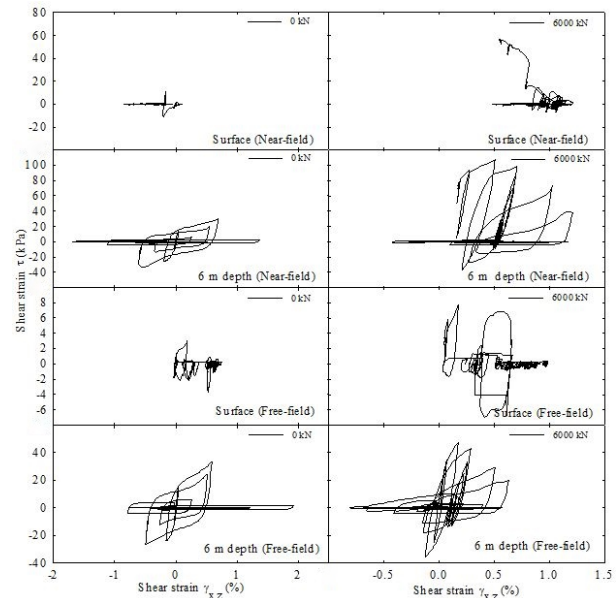 80
60
40
20
0
-20
0 kN
Surface (Near-field)
6000 kN
Surface (Near-field)
100
80
60
40
20
0
-20
-40
0 kN
6 m depth (Near-field)
6000 kN
6 m depth (Near-field)
Shear strain τ (kPa)
8
6
4
2
0
-2
-4
-6
0 kN
Surface (Free-field)
6000 kN
Surface (Free-field)
40
20
0
-20
-40
0 kN
6 m depth (Free-field)
6000 kN
6 m depth (Free-field)
-2 -1 0 1 2
-0.5 0.0 0.5 1.0 1.5
Shear strain γxz (%)
Shear strain γxz (%)